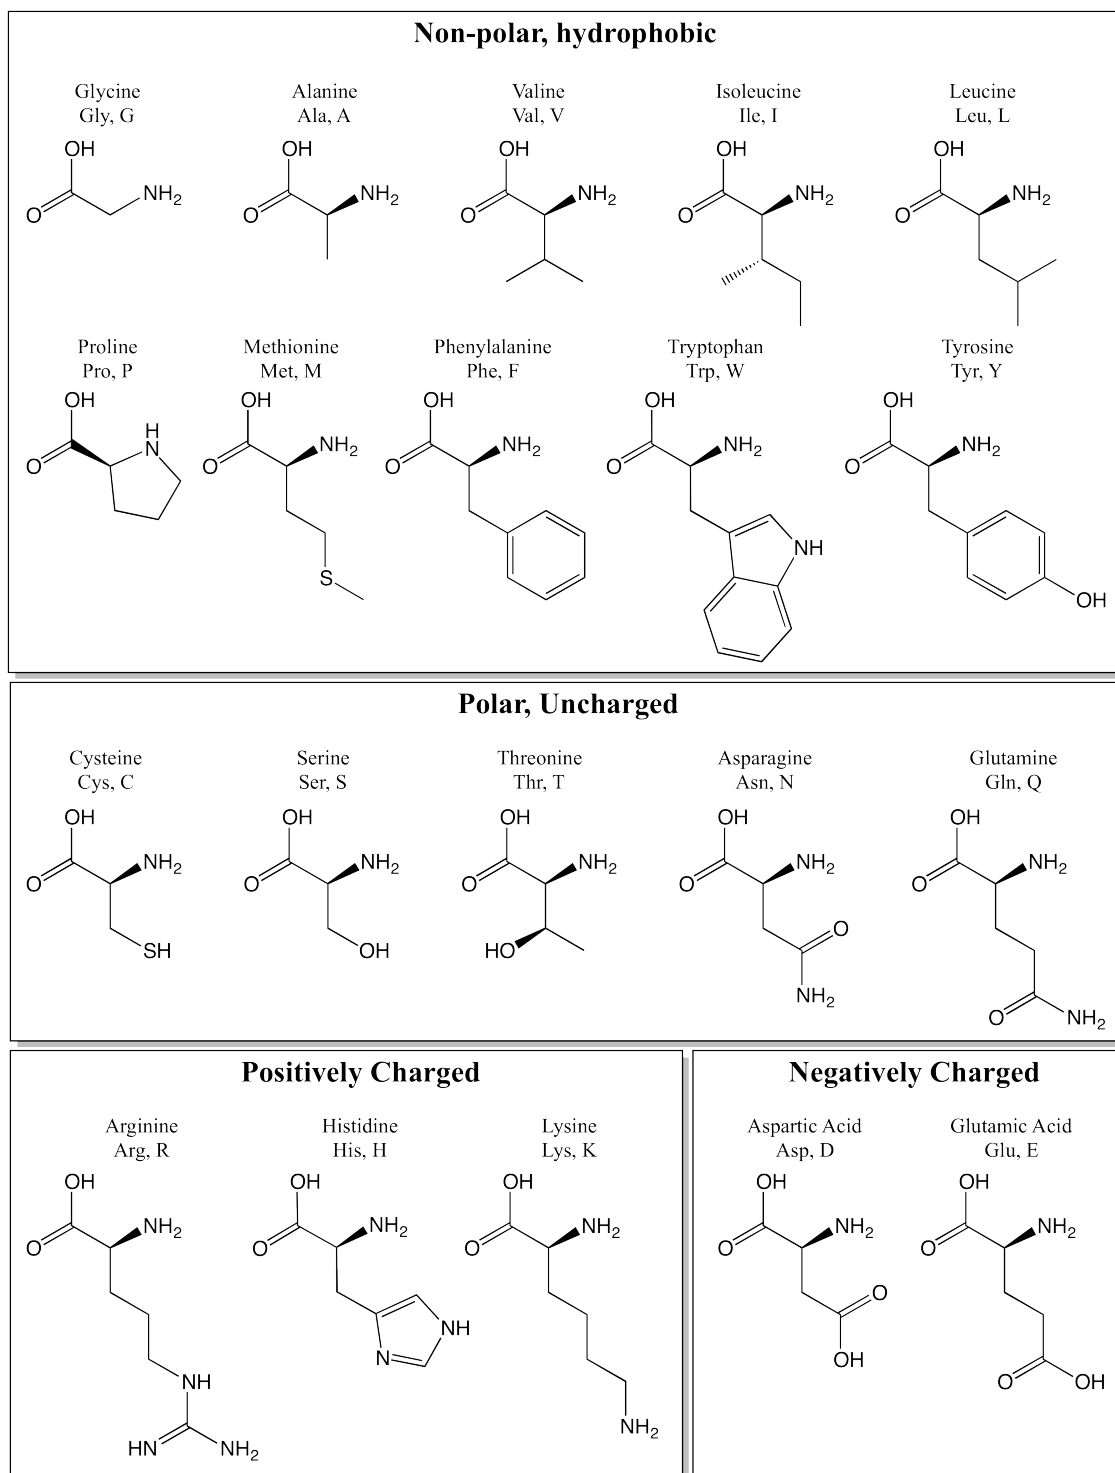 Non-polar, hydrophobic
Glycine
Gly, G
OH
O
NH2
Alanine
Ala, A
OH
O
NH2
Valine
Val, V
OH
O
NH2
Isoleucine
Ile, I
OH
O
NH2
Leucine
Leu, L
OH
O
NH2
Proline
Pro, P
OH
O
H
N
Methionine
Met, M
OH
O
NH2
S
Phenylalanine
Phe, F
OH
O
NH2
Tryptophan
Trp, W
OH
O
NH2
NH
Tyrosine
Tyr, Y
OH
O
NH2
OH
Polar, Uncharged
Cysteine
Cys, C
OH
O
NH2
SH
Serine
Ser, S
OH
O
NH2
OH
Threonine
Thr, T
OH
O
NH2
HO
Asparagine
Asn, N
OH
O
NH2
O
NH2
Glutamine
Gln, Q
OH
O
NH2
O
NH2
Positively Charged
Arginine
Arg, R
OH
O
NH2
NH
HN
NH2
Histidine
His, H
OH
O
NH2
NH
N
Lysine
Lys, K
OH
O
NH2
NH2
Negatively Charged
Aspartic Acid
Asp, D
OH
O
NH2
O
OH
Glutamic Acid
Glu, E
OH
O
NH2
O
OH